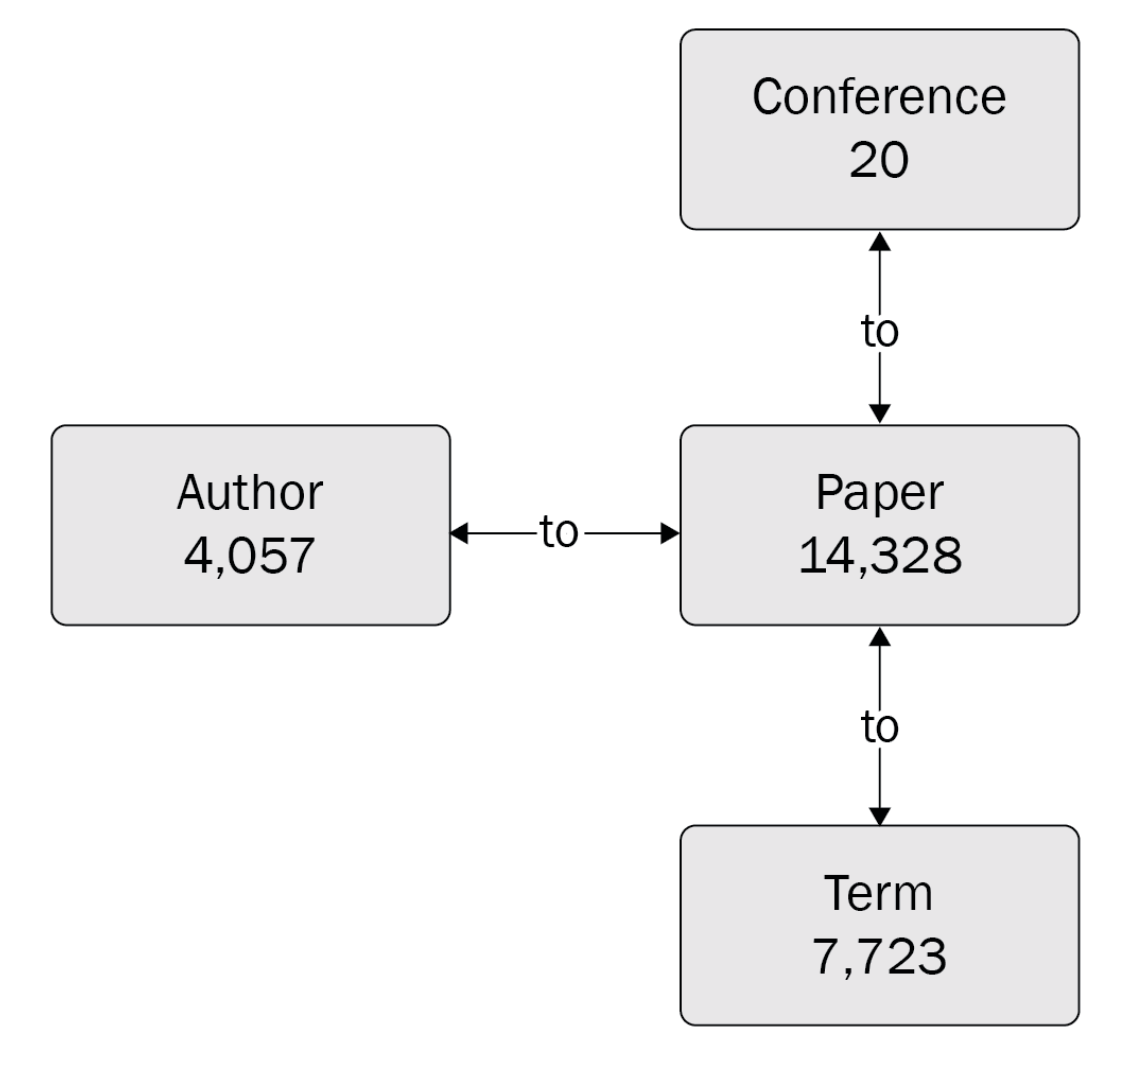 Conference
20
to
Author
4,057
to
Paper
14,328
to
Term
7,723